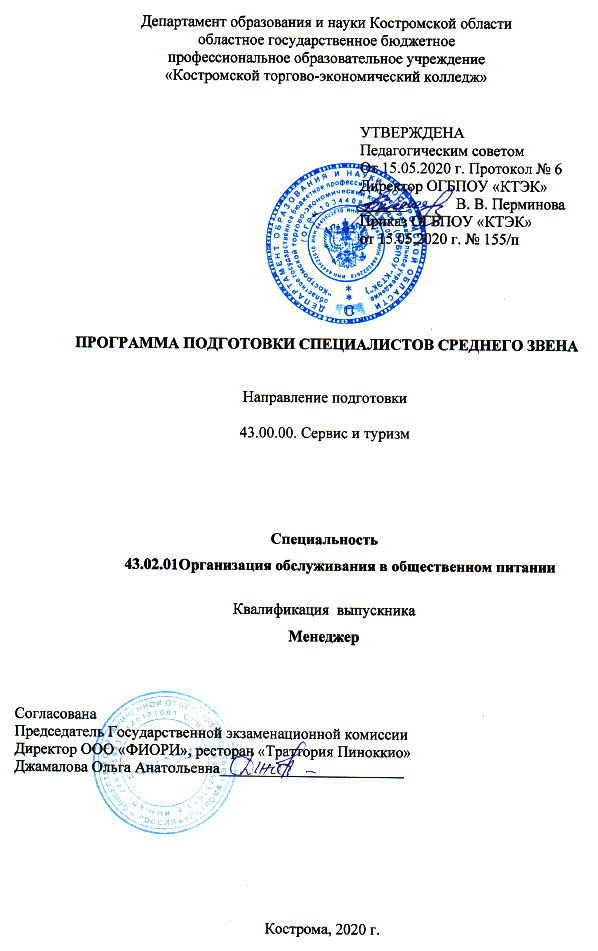 Департамент образования и науки Костромской области
областное государственное бюджетное
профессиональное образовательное учреждение
«Костромской торгово-экономический колледж»
УТВЕРЖДЕНА
Педагогическим советом
От 15.05.2020 г. Протокол № 6
Директор ОГБПОУ «КТЭК»
В. В. Перминова
Приказ ОГБПОУ «КТЭК»
от 15.05.2020 г. № 155/п
ПРОГРАММА ПОДГОТОВКИ СПЕЦИАЛИСТОВ СРЕДНЕГО ЗВЕНА
Направление подготовки
43.00.00. Сервис и туризм
Специальность
43.02.01Организация обслуживания в общественном питании
Квалификация выпускника
Менеджер
Согласована
Председатель Государственной экзаменационной комиссии
Директор ООО «ФИОРИ», ресторан «Траттория Пиноккио»
Джамалова Ольга Анатольевна
Кострома, 2020 г.